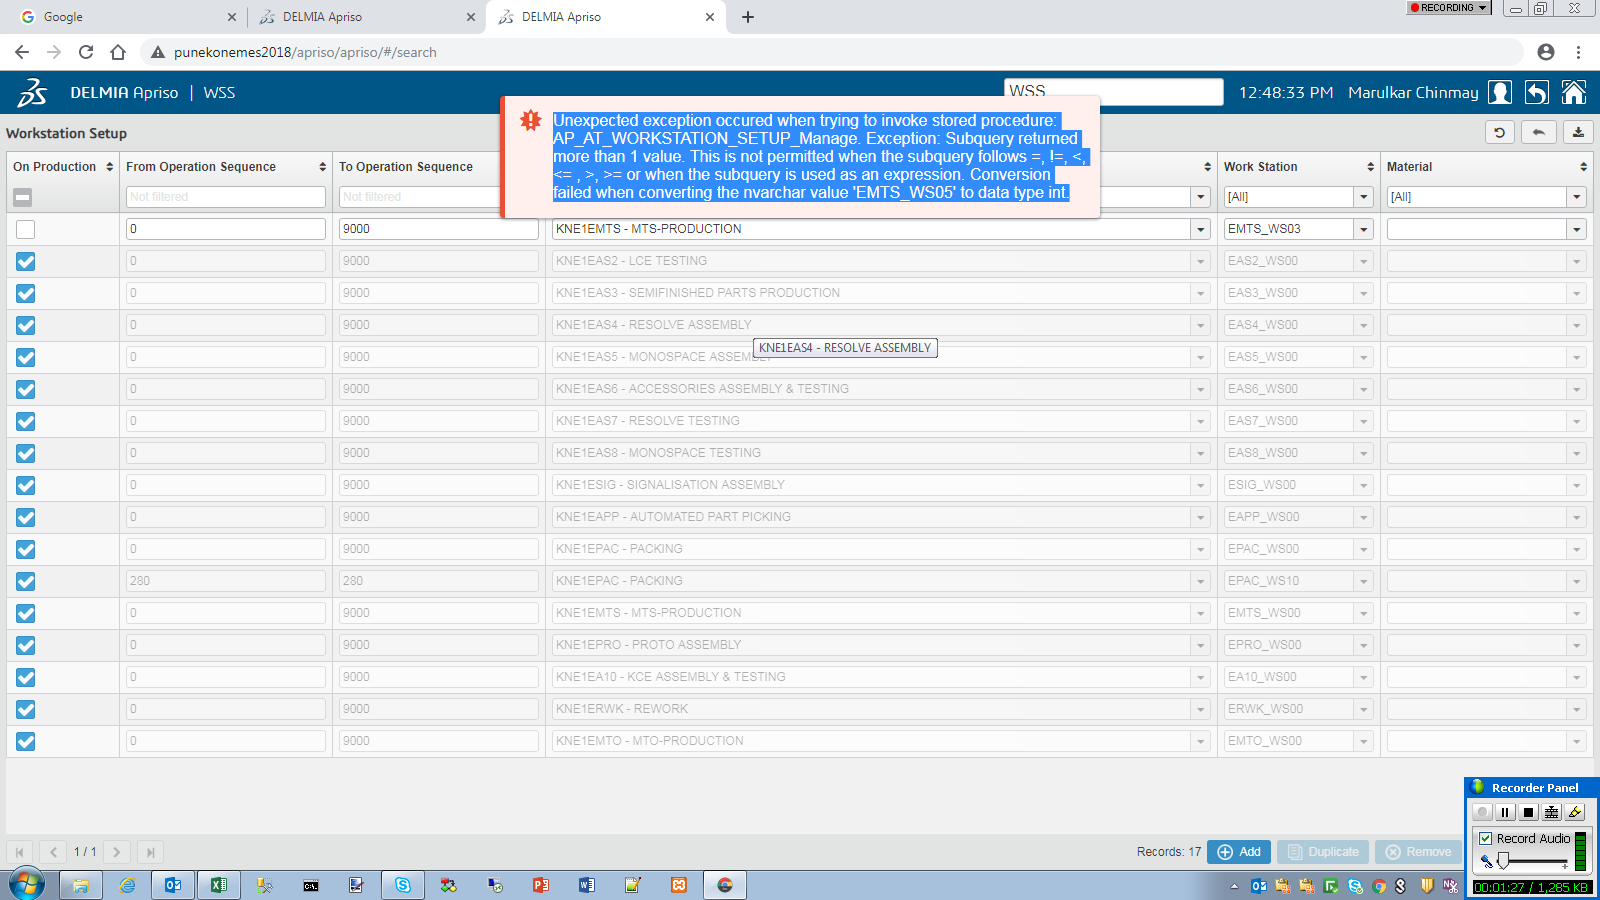 Google
DELMIA Apriso
DELMIA Apriso
RECORDING
punekonemes2018/apriso/apriso/#/search
DELMIA Apriso | WSS
WSS
12:48:33 PM
Marulkar Chinmay
Unexpected exception occured when trying to invoke stored procedure:
AP_AT_WORKSTATION_SETUP_Manage. Exception: Subquery returned
more than 1 value. This is not permitted when the subquery follows =, !=, <,
<= , >, >= or when the subquery is used as an expression. Conversion
failed when converting the nvarchar value 'EMTS_WS05' to data type int.
Workstation Setup
On Production From Operation Sequence To Operation Sequence Work Station Material
Not filtered Not filtered [All] [All]
0 9000 KNE1EMTS - MTS-PRODUCTION EMTS_WS03
0 9000 KNE1EAS2 - LCE TESTING EAS2_WS00
0 9000 KNE1EAS3 - SEMIFINISHED PARTS PRODUCTION EAS3_WS00
0 9000 KNE1EAS4 - RESOLVE ASSEMBLY EAS4_WS00
KNE1EAS4 - RESOLVE ASSEMBLY
0 9000 KNE1EAS5 - MONOSPACE ASSEMBLY EAS5_WS00
0 9000 KNE1EAS6 - ACCESSORIES ASSEMBLY & TESTING EAS6_WS00
0 9000 KNE1EAS7 - RESOLVE TESTING EAS7_WS00
0 9000 KNE1EAS8 - MONOSPACE TESTING EAS8_WS00
0 9000 KNE1ESIG - SIGNALISATION ASSEMBLY ESIG_WS00
0 9000 KNE1EAPP - AUTOMATED PART PICKING EAPP_WS00
0 9000 KNE1EPAC - PACKING EPAC_WS00
280 280 KNE1EPAC - PACKING EPAC_WS10
0 9000 KNE1EMTS - MTS-PRODUCTION EMTS_WS00
0 9000 KNE1EPRO - PROTO ASSEMBLY EPRO_WS00
0 9000 KNE1EA10 - KCE ASSEMBLY & TESTING EA10_WS00
0 9000 KNE1ERWK - REWORK ERWK_WS00
0 9000 KNE1EMTO - MTO-PRODUCTION EMTO_WS00
1 / 1
Records: 17
Add
Duplicate
Remove
Recorder Panel
Record Audio
00:01:27 / 1,285 KB